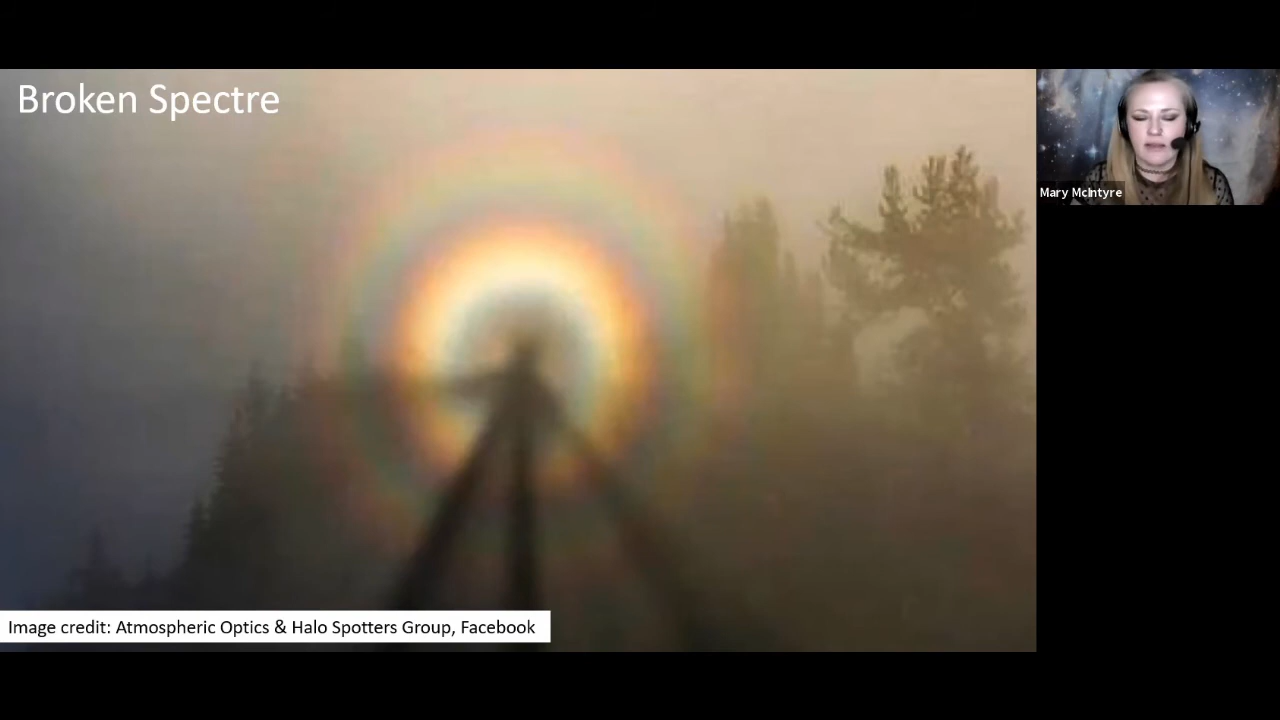 Broken Spectre
Mary McIntyre
Image credit: Atmospheric Optics & Halo Spotters Group, Facebook